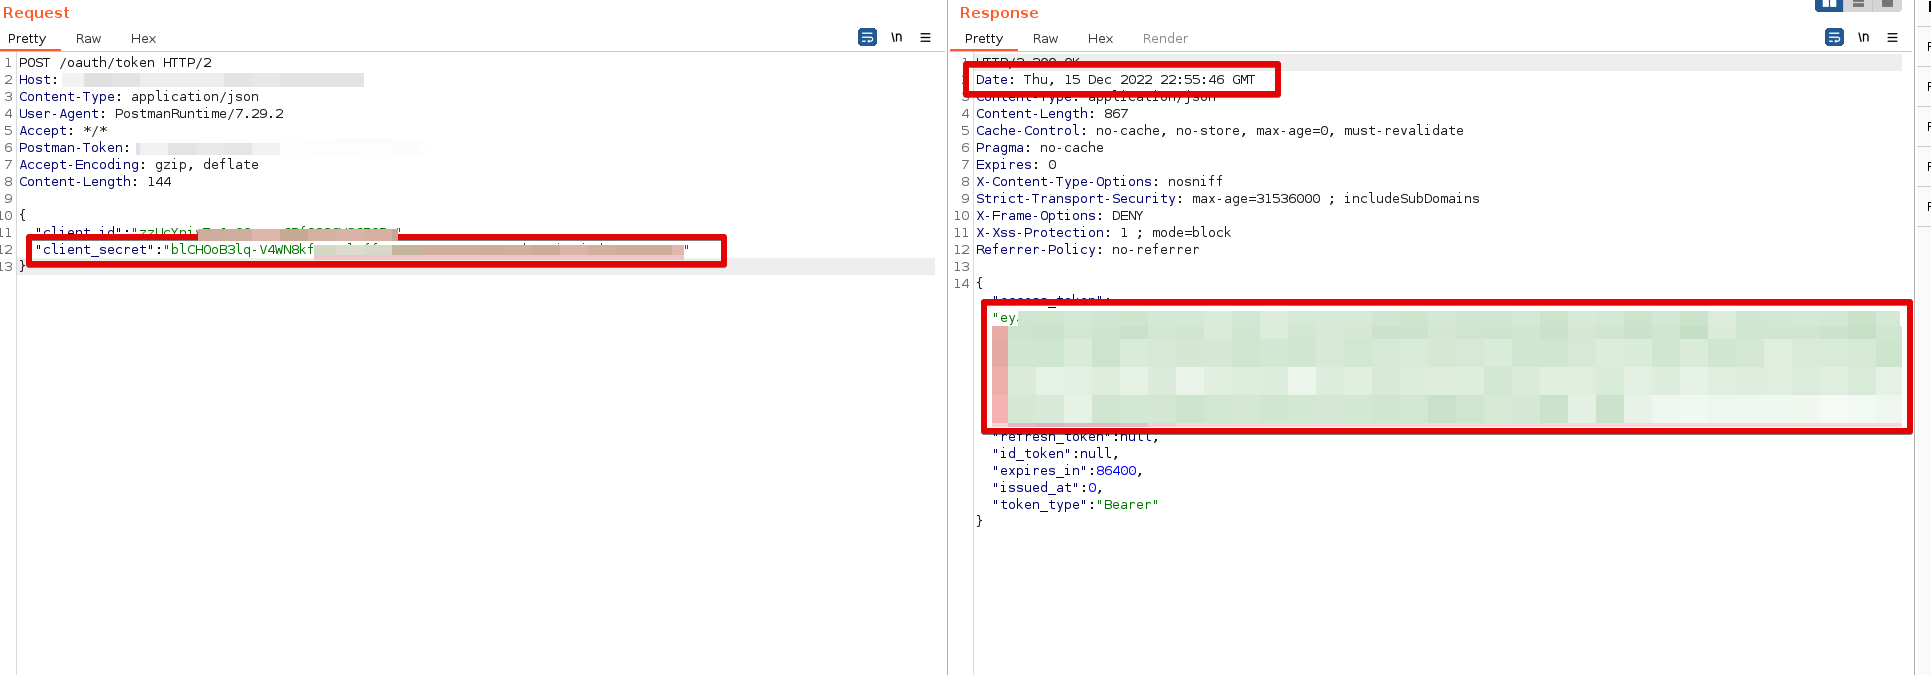 Request
Pretty Raw Hex
\n
1 POST /oauth/token HTTP/2
2 Host:
3 Content-Type: application/json
4 User-Agent: PostmanRuntime/7.29.2
5 Accept: */*
6 Postman-Token:
7 Accept-Encoding: gzip, deflate
8 Content-Length: 144
9
10 {
11 "client_id":"
12 "client_secret":"blCHOoB3lq-V4WN8kf "
13 }
Response
Pretty Raw Hex Render
\n
1 HTTP/2 200 OK
2 Date: Thu, 15 Dec 2022 22:55:46 GMT
3 Content-Type: application/json
4 Content-Length: 867
5 Cache-Control: no-cache, no-store, max-age=0, must-revalidate
6 Pragma: no-cache
7 Expires: 0
8 X-Content-Type-Options: nosniff
9 Strict-Transport-Security: max-age=31536000 ; includeSubDomains
10 X-Frame-Options: DENY
11 X-Xss-Protection: 1 ; mode=block
12 Referrer-Policy: no-referrer
13
14 {
"access_token":
"ey
"refresh_token":null,
"id_token":null,
"expires_in":86400,
"issued_at":0,
"token_type":"Bearer"
}